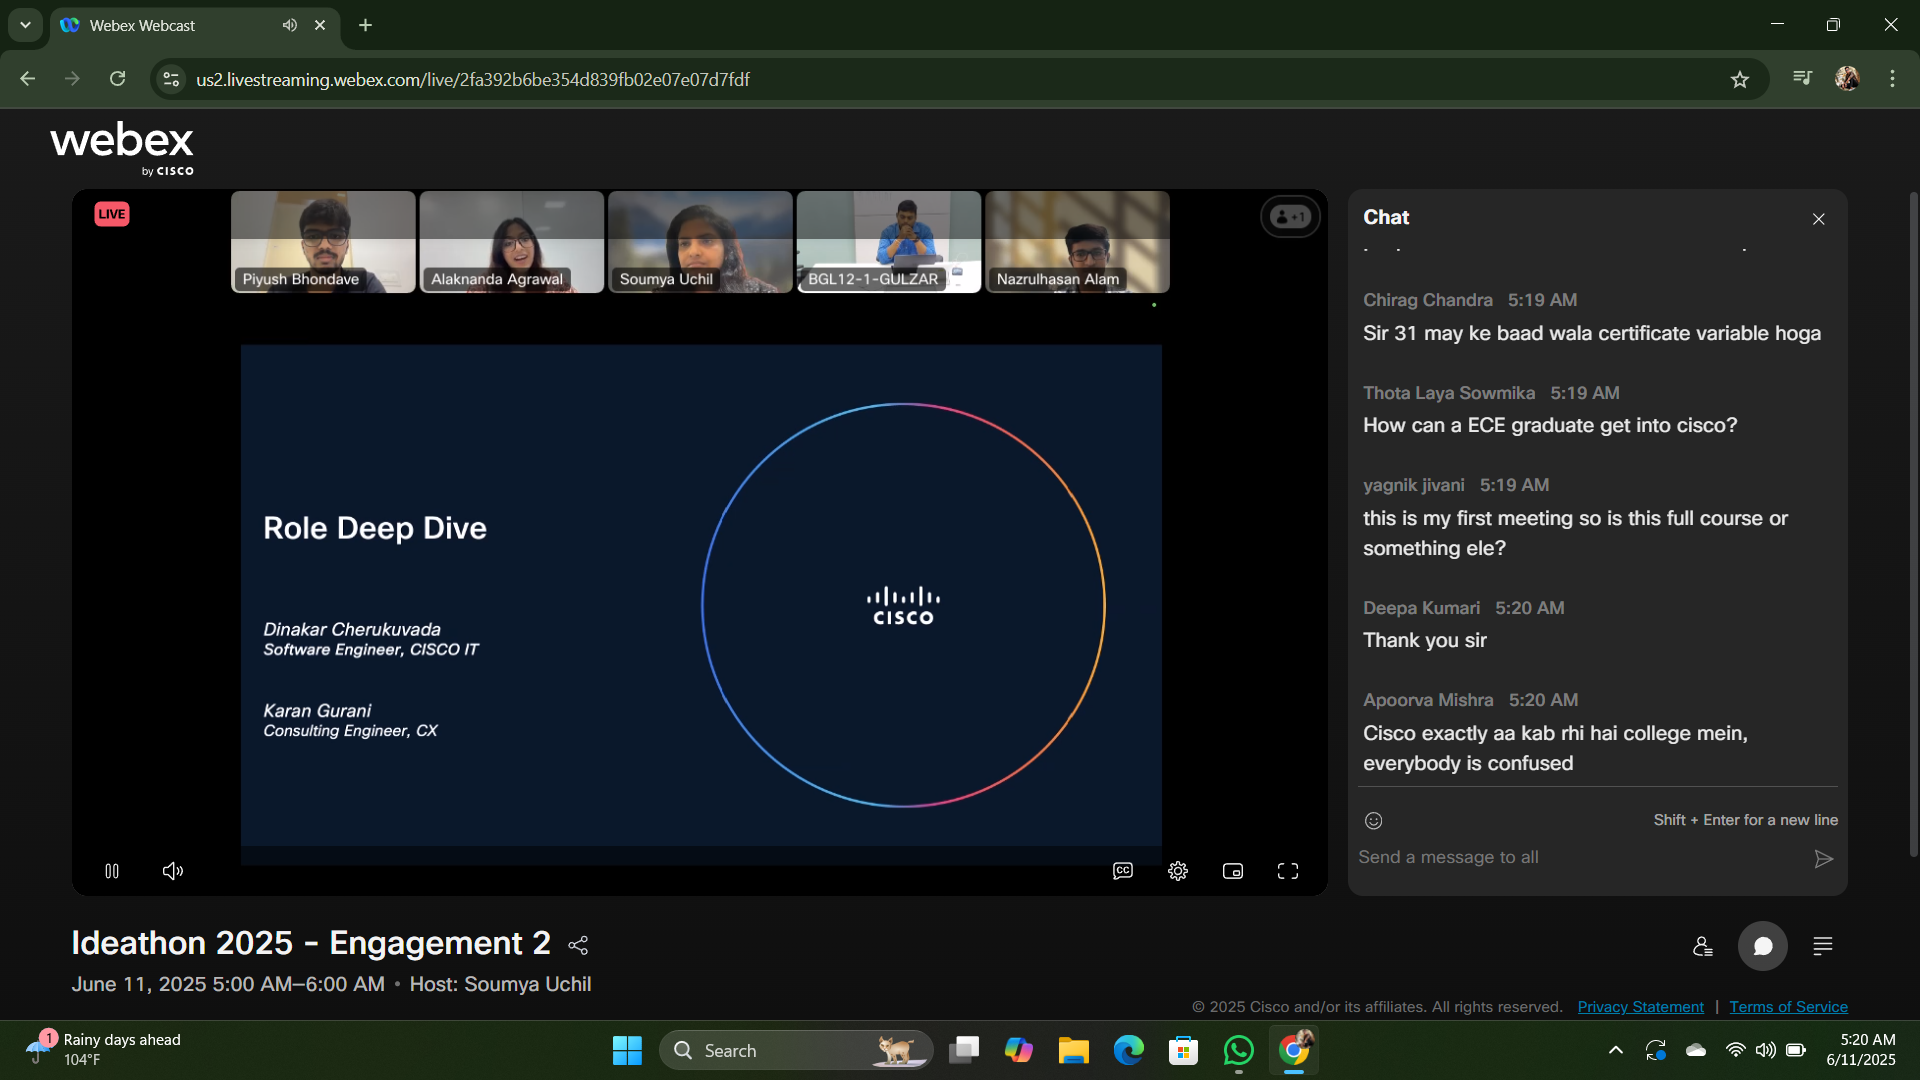 Webex Webcast
us2.livestreaming.webex.com/live/2fa392b6be354d839fb02e07e07d7fdf
webex
by CISCO
LIVE
Piyush Bhondave
Alaknanda Agrawal
Soumya Uchil
BGL12-1-GULZAR
Nazrulhasan Alam
+1
Role Deep Dive
Dinakar Cherukuvada
Software Engineer, CISCO IT
Karan Gurani
Consulting Engineer, CX
CISCO
CC
Chat
Chirag Chandra 5:19 AM
Sir 31 may ke baad wala certificate variable hoga
Thota Laya Sowmika 5:19 AM
How can a ECE graduate get into cisco?
yagnik jivani 5:19 AM
this is my first meeting so is this full course or
something ele?
Deepa Kumari 5:20 AM
Thank you sir
Apoorva Mishra 5:20 AM
Cisco exactly aa kab rhi hai college mein,
everybody is confused
Shift + Enter for a new line
Send a message to all
Ideathon 2025 - Engagement 2
June 11, 2025 5:00 AM–6:00 AM • Host: Soumya Uchil
© 2025 Cisco and/or its affiliates. All rights reserved. Privacy Statement | Terms of Service
1
Rainy days ahead
104°F
Search
5:20 AM
6/11/2025